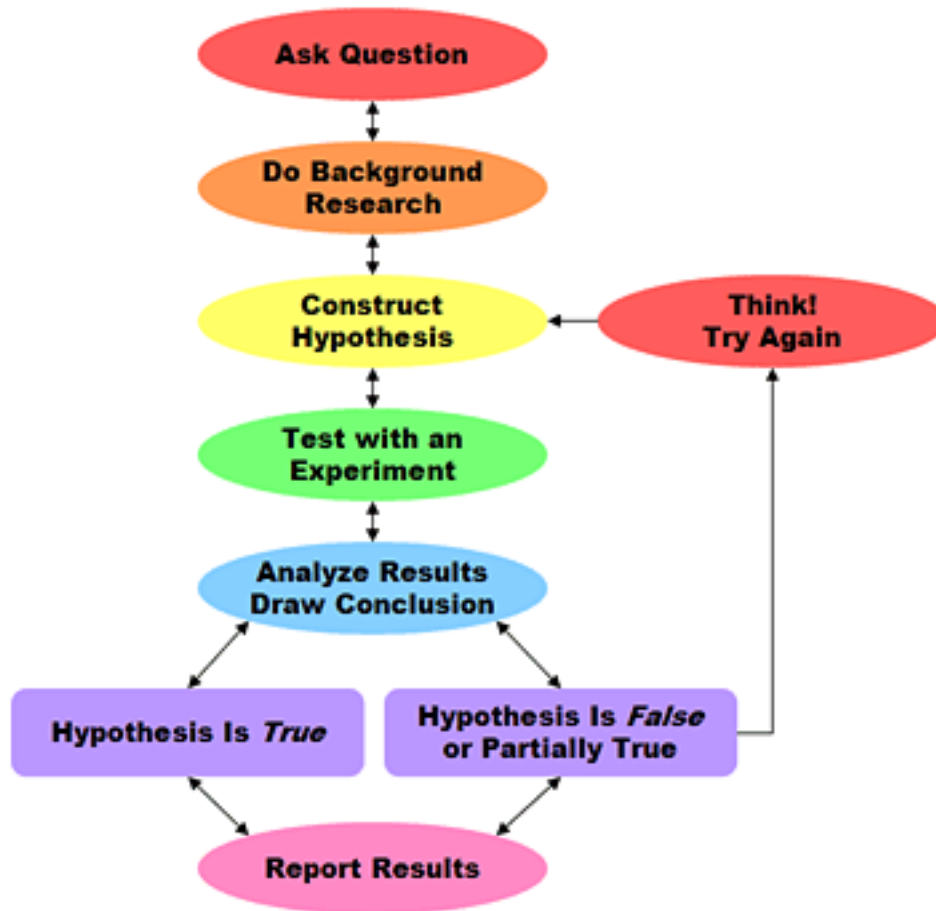 Ask Question
Do Background
Research
Construct
Hypothesis
Think!
Try Again
Test with an
Experiment
Analyze Results
Draw Conclusion
Hypothesis Is True
Hypothesis Is False
or Partially True
Report Results